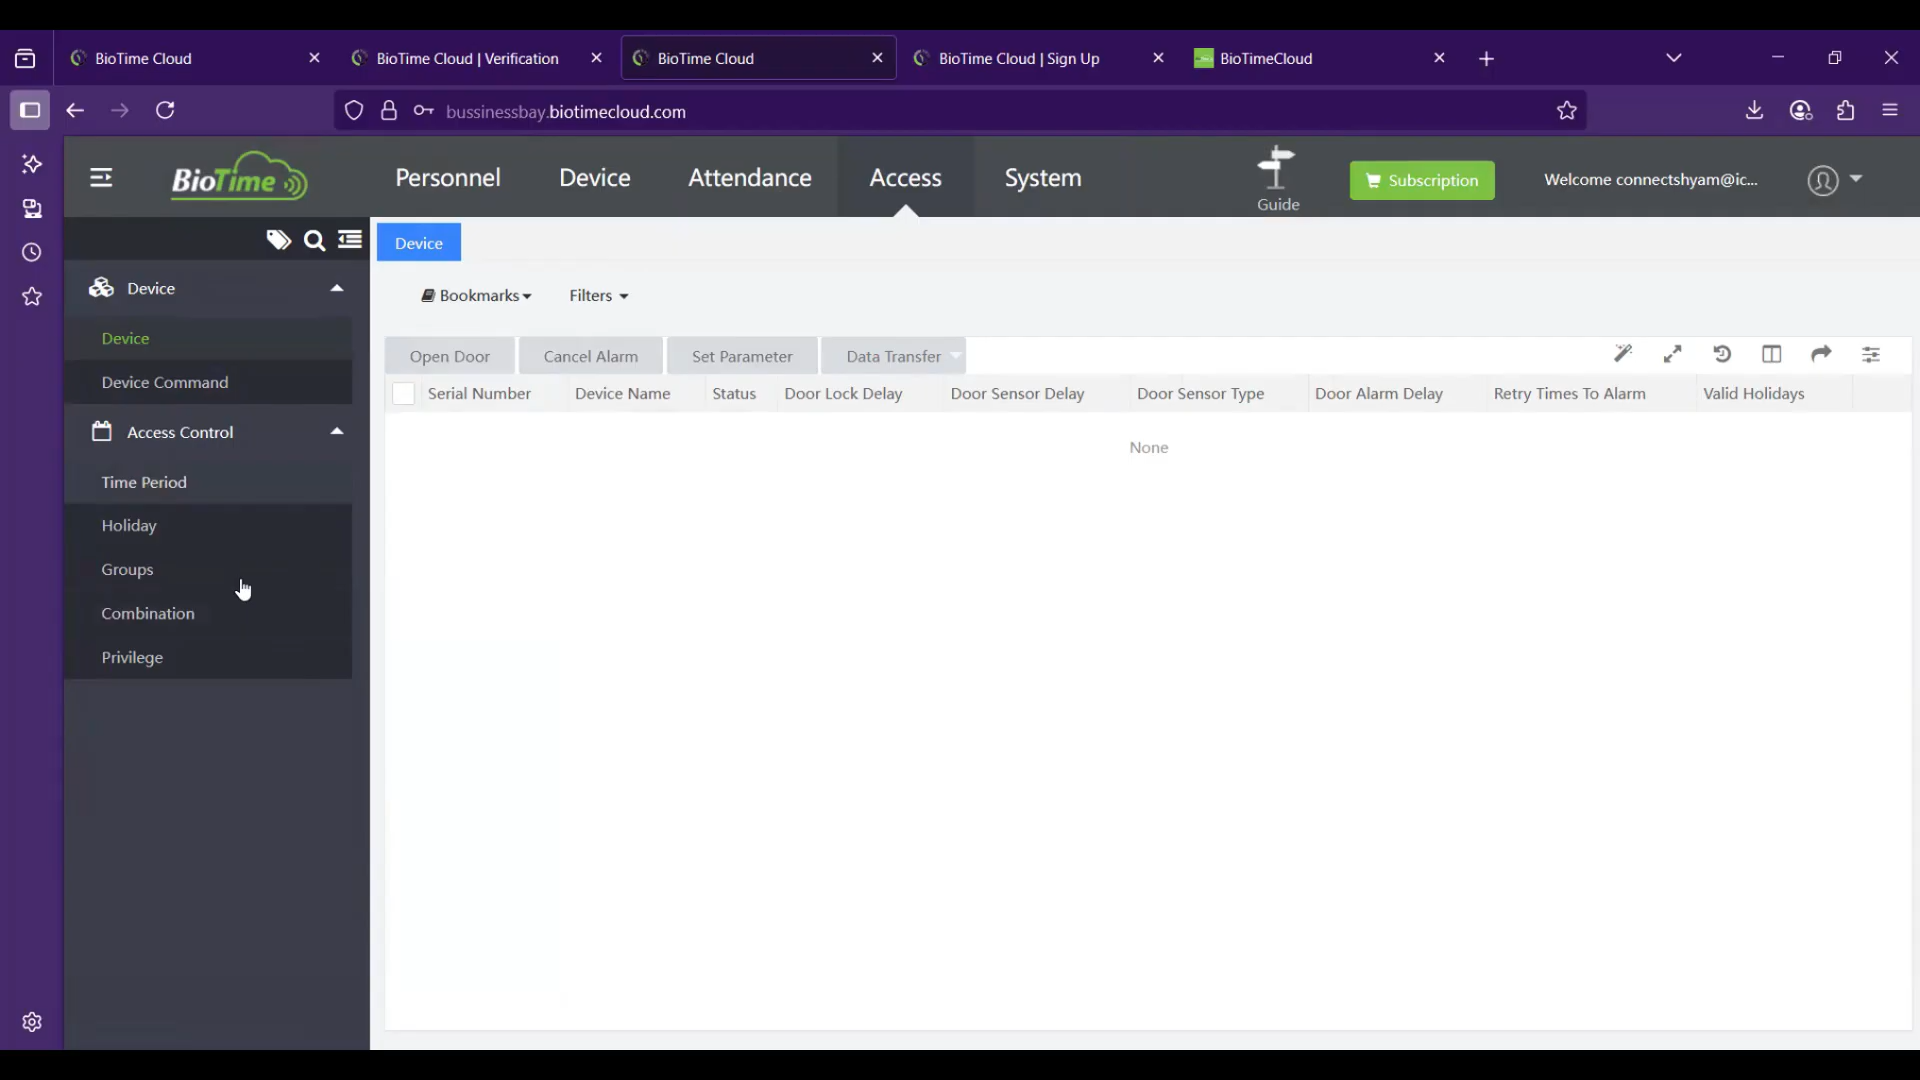 BioTime Cloud
BioTime Cloud | Verification
BioTime Cloud
BioTime Cloud | Sign Up
BioTimeCloud
bussinessbay.biotimecloud.com
BioTime
Personnel
Device
Attendance
Access
System
Guide
Subscription
Welcome connectshyam@ic...
Device
Device
Device Command
Access Control
Time Period
Holiday
Groups
Combination
Privilege
Device
Bookmarks
Filters
Open Door
Cancel Alarm
Set Parameter
Data Transfer
Serial Number
Device Name
Status
Door Lock Delay
Door Sensor Delay
Door Sensor Type
Door Alarm Delay
Retry Times To Alarm
Valid Holidays
None